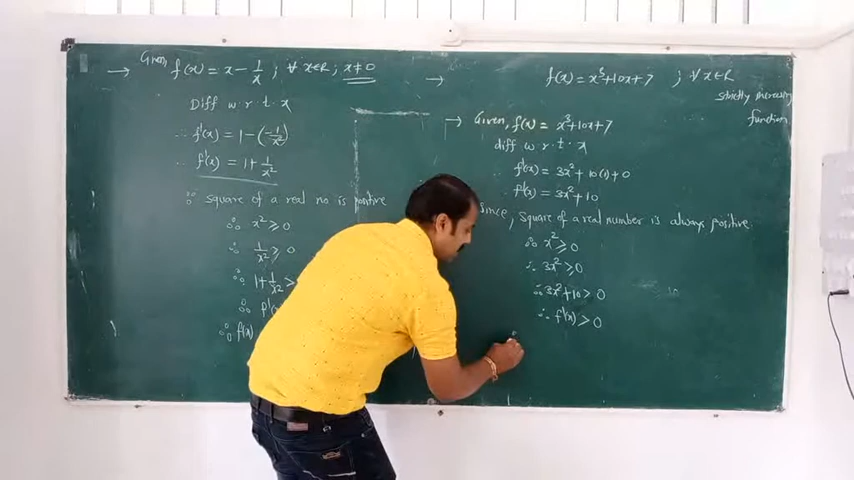 → Given, f(x) = x - 1/x ; ∀ x∈R ; x≠0
Diff w.r.t. x
∴ f'(x) = 1 - (-1/x²)
∴ f'(x) = 1 + 1/x²
∵ square of a real no is positive
∴ x² ≥ 0
∴ 1/x² ≥ 0
∴ 1 + 1/x² >
∴ f'(x)
∴ f(x)
→ f(x) = x³+10x+7 ; ∀ x∈R
strictly increasing
function
→ Given, f(x) = x³+10x+7
diff w.r.t. x
f'(x) = 3x² + 10(1) + 0
f'(x) = 3x² + 10
Since, square of a real number is always positive
∴ x² ≥ 0
∴ 3x² ≥ 0
∴ 3x² + 10 > 0
∴ f'(x) > 0